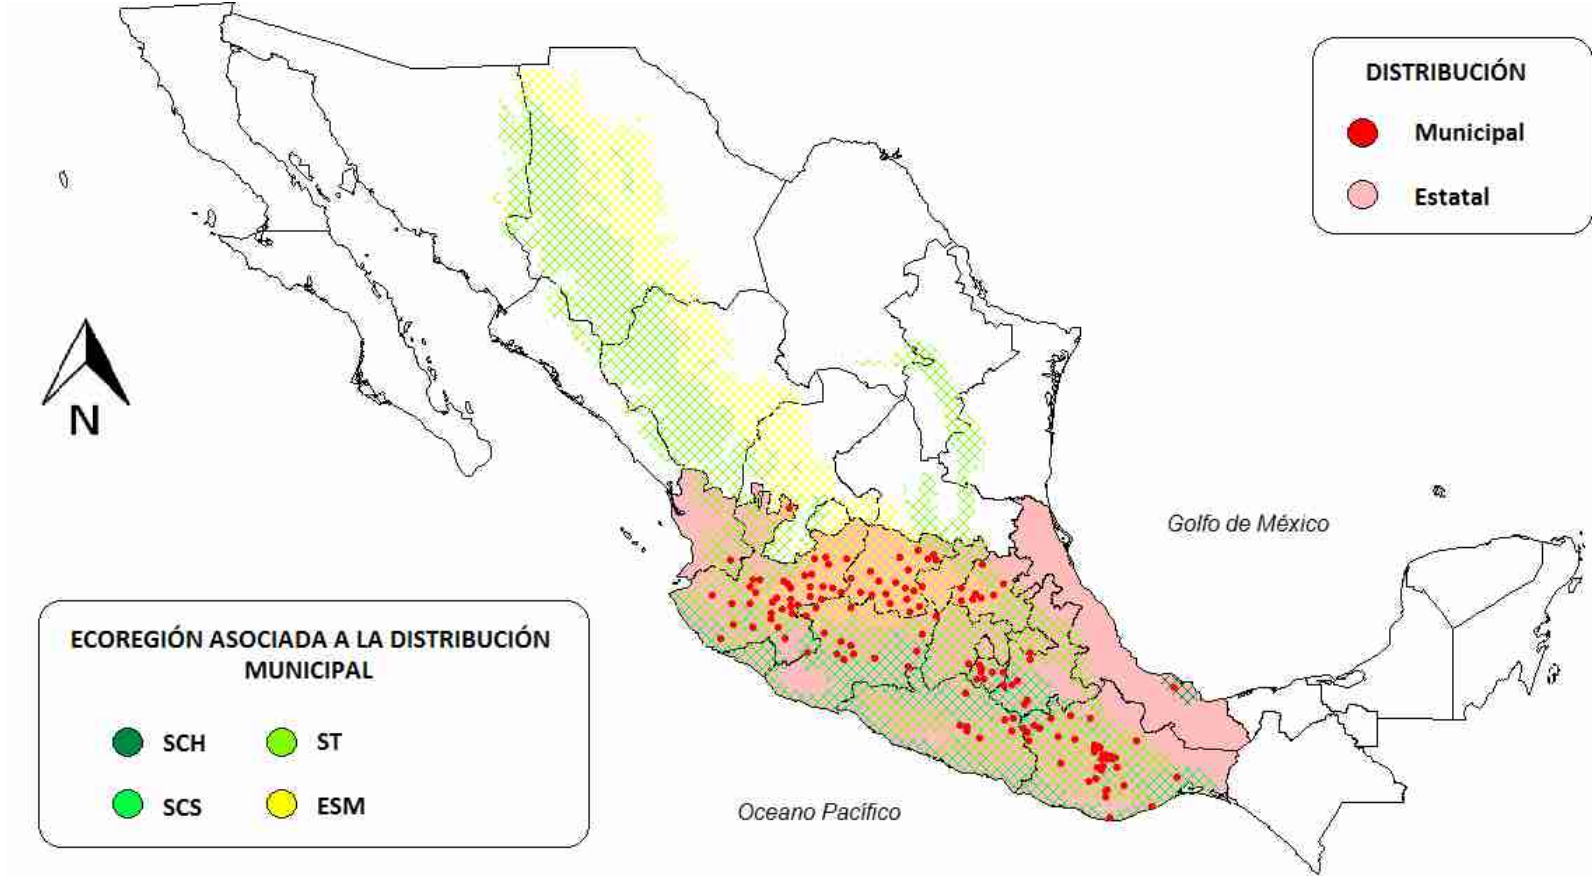 DISTRIBUCIÓN
Municipal
Estatal
N
Golfo de México
ECOREGIÓN ASOCIADA A LA DISTRIBUCIÓN
MUNICIPAL
SCH
ST
SCS
ESM
Oceano Pacífico